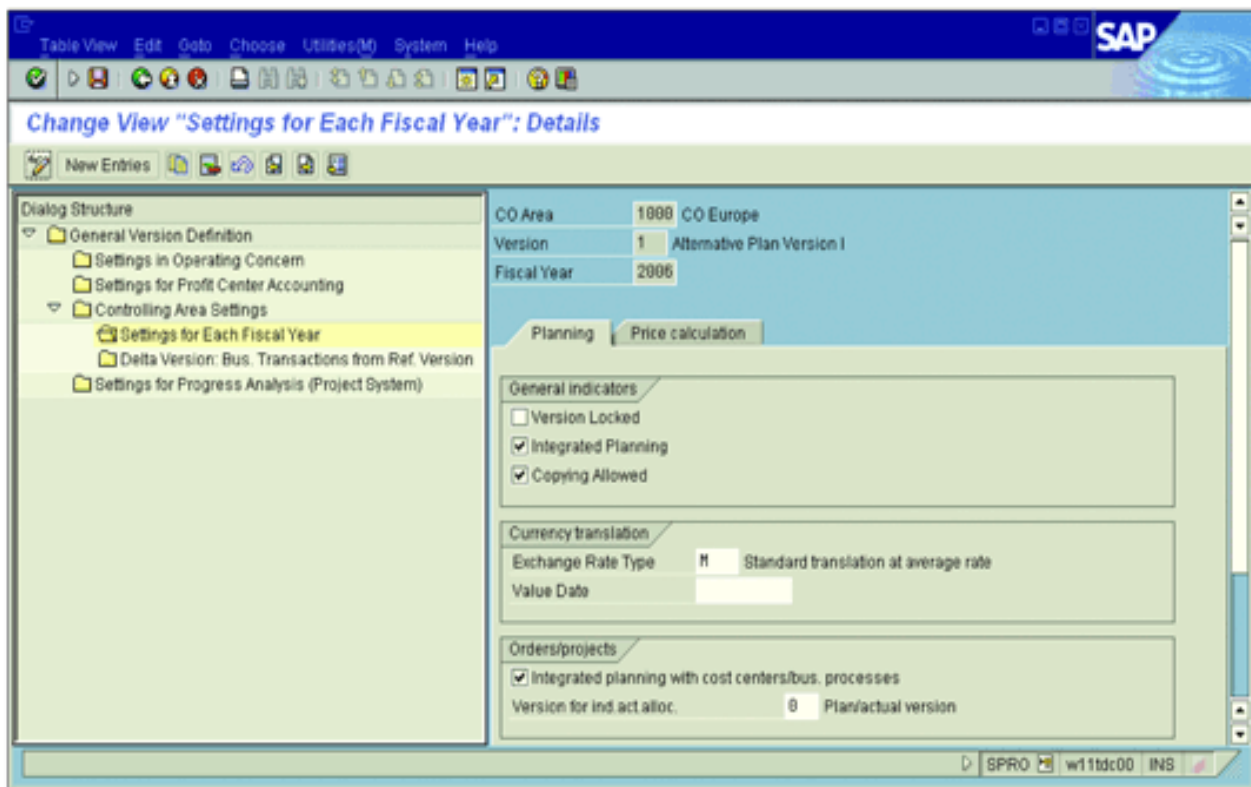 Table View Edit Goto Choose Utilities(M) System Help
SAP
Change View "Settings for Each Fiscal Year": Details
New Entries
Dialog Structure
General Version Definition
Settings in Operating Concern
Settings for Profit Center Accounting
Controlling Area Settings
Settings for Each Fiscal Year
Delta Version: Bus. Transactions from Ref. Version
Settings for Progress Analysis (Project System)
CO Area 1000 CO Europe
Version 1 Alternative Plan Version I
Fiscal Year 2006
Planning Price calculation
General indicators
Version Locked
Integrated Planning
Copying Allowed
Currency translation
Exchange Rate Type M Standard translation at average rate
Value Date
Orders/projects
Integrated planning with cost centers/bus. processes
Version for ind.act.alloc. 0 Plan/actual version
SPRO w11tdc00 INS